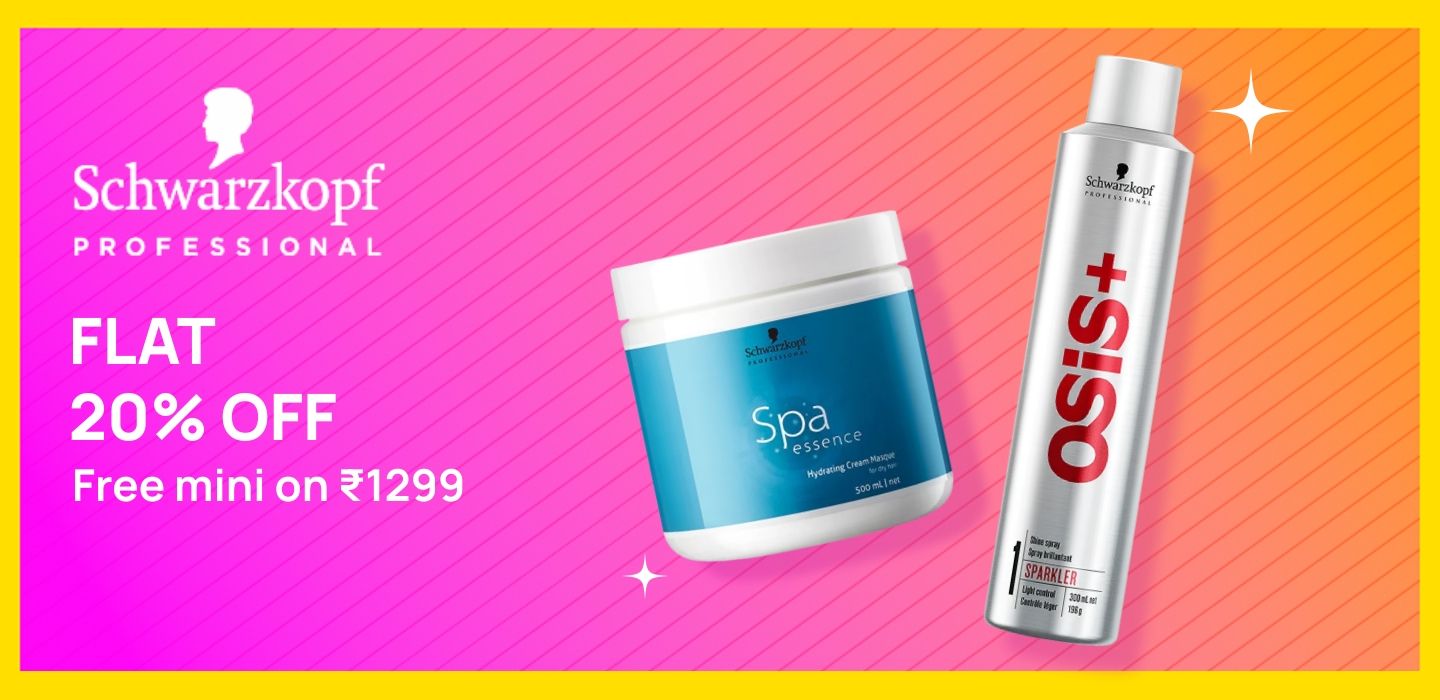 Schwarzkopf
PROFESSIONAL
FLAT
20% OFF
Free mini on ₹1299
Schwarzkopf
PROFESSIONAL
Spa
essence
Hydrating Cream Masque
for dry hair
500 mL | net
Schwarzkopf
PROFESSIONAL
OSiS+
1
Shine spray
Spray brillantant
SPARKLER
Light control
Contrôle léger
300 mL net
196 g